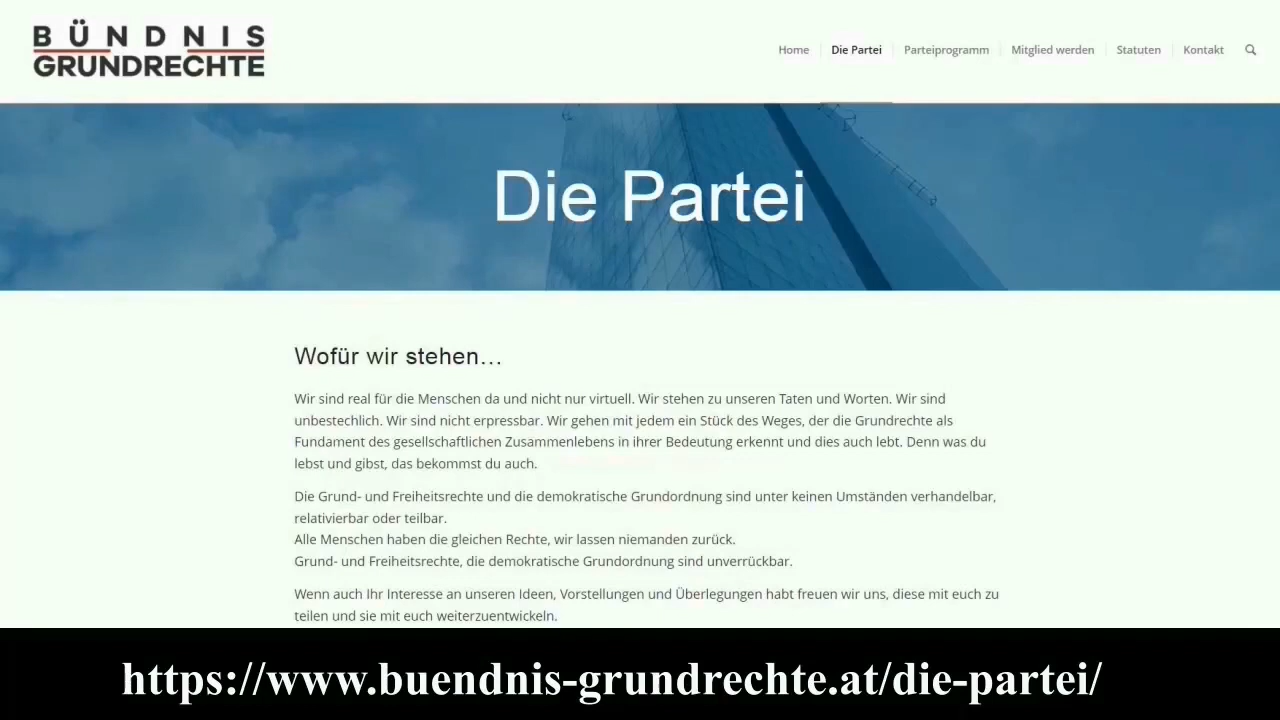 BÜNDNIS
GRUNDRECHTE
Home
Die Partei
Parteiprogramm
Mitglied werden
Statuten
Kontakt
Die Partei
Wofür wir stehen…
Wir sind real für die Menschen da und nicht nur virtuell. Wir stehen zu unseren Taten und Worten. Wir sind
unbestechlich. Wir sind nicht erpressbar. Wir gehen mit jedem ein Stück des Weges, der die Grundrechte als
Fundament des gesellschaftlichen Zusammenlebens in ihrer Bedeutung erkennt und dies auch lebt. Denn was du
lebst und gibst, das bekommst du auch.
Die Grund- und Freiheitsrechte und die demokratische Grundordnung sind unter keinen Umständen verhandelbar,
relativierbar oder teilbar.
Alle Menschen haben die gleichen Rechte, wir lassen niemanden zurück.
Grund- und Freiheitsrechte, die demokratische Grundordnung sind unverrückbar.
Wenn auch Ihr Interesse an unseren Ideen, Vorstellungen und Überlegungen habt freuen wir uns, diese mit euch zu
teilen und sie mit euch weiterzuentwickeln.
https://www.buendnis-grundrechte.at/die-partei/